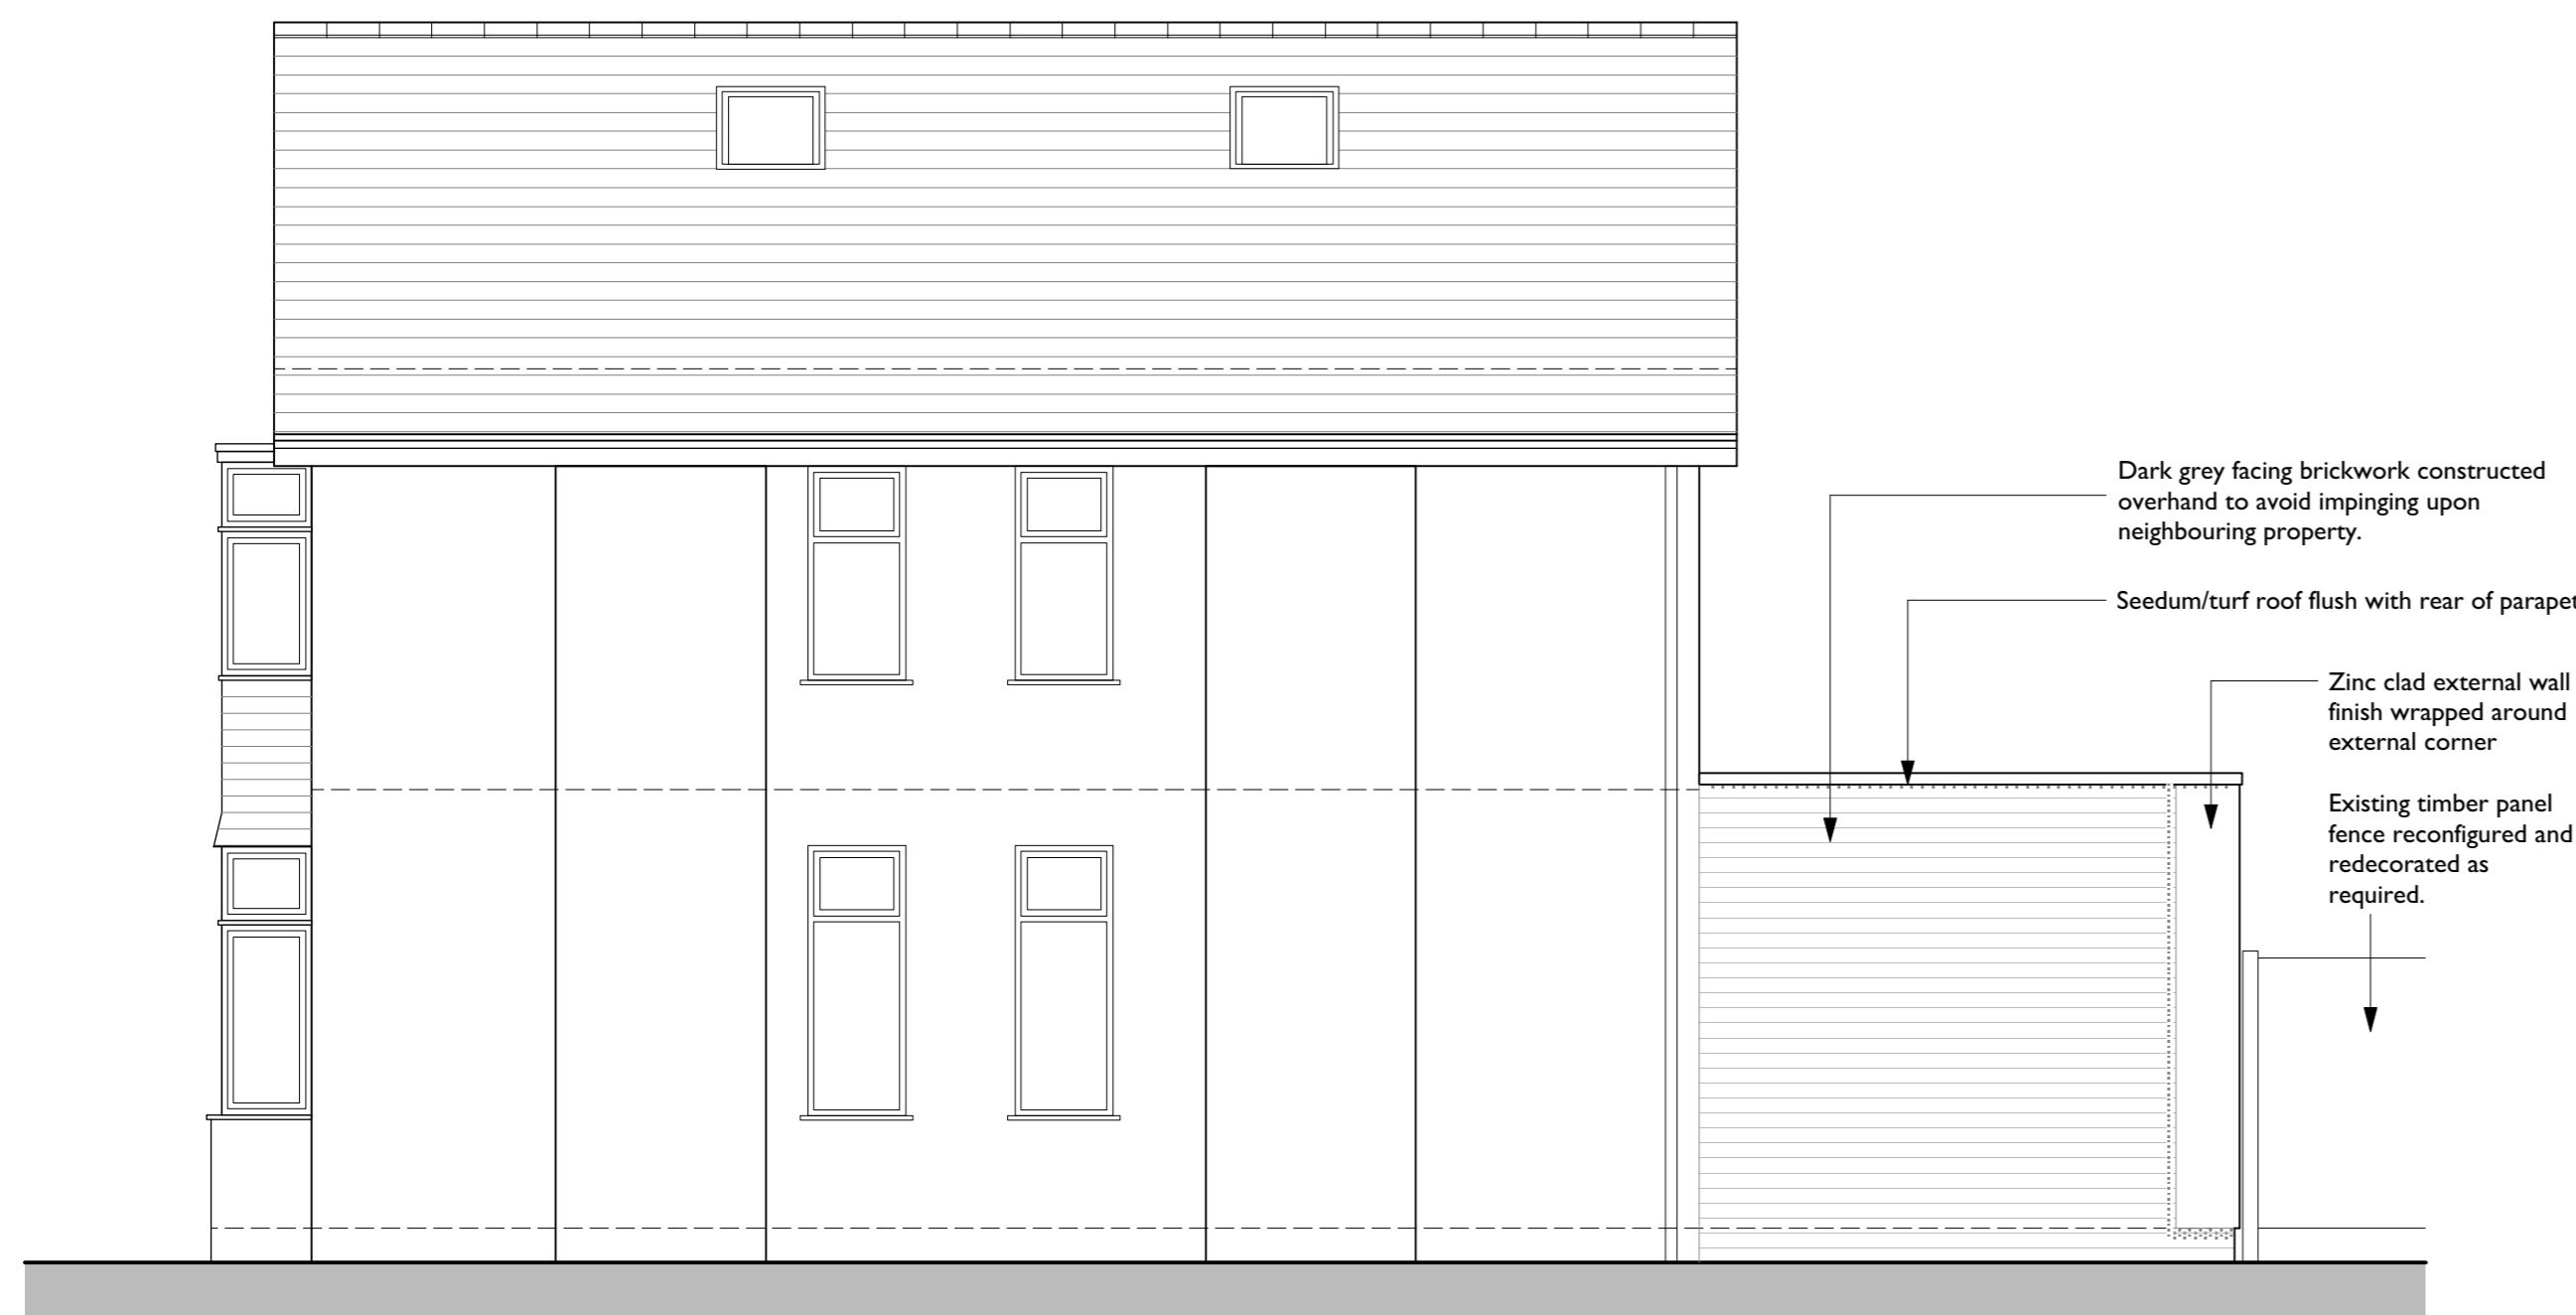 Dark grey facing brickwork constructed
overhand to avoid impinging upon
neighbouring property.
Seedum/turf roof flush with rear of parapet
Zinc clad external wall
finish wrapped around
external corner
Existing timber panel
fence reconfigured and
redecorated as
required.